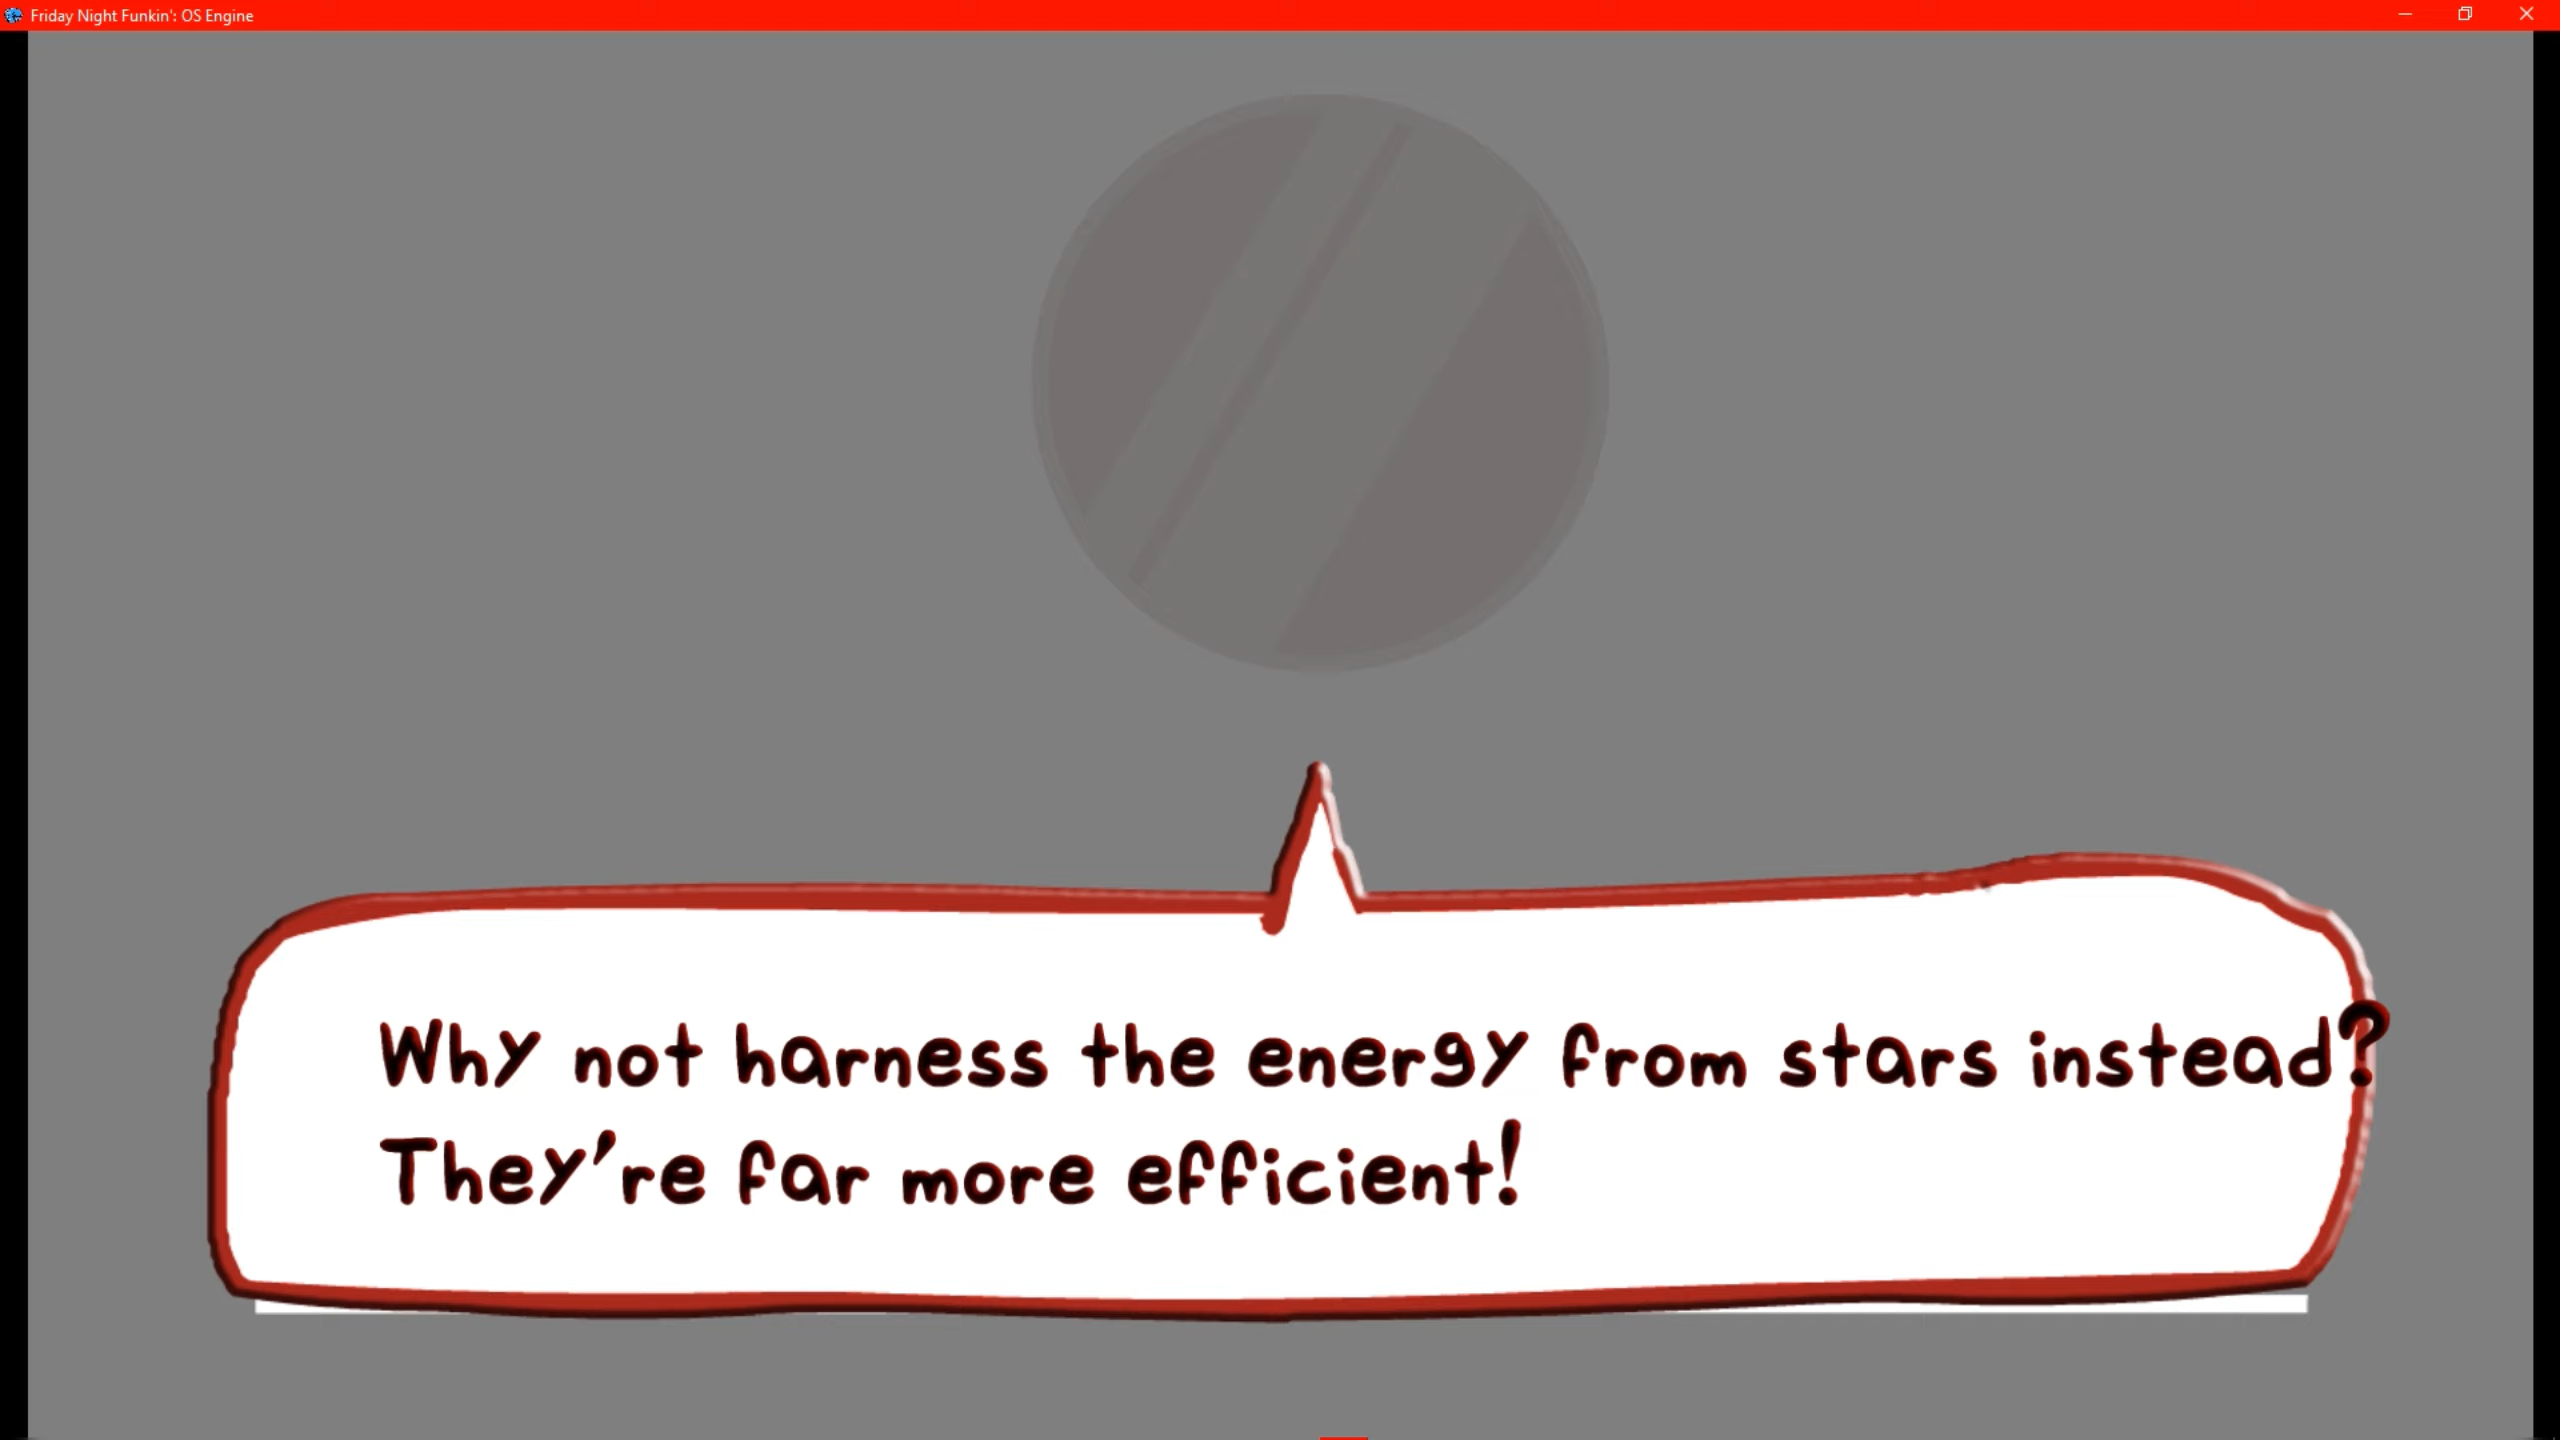 Friday Night Funkin': OS Engine
Why not harness the energy from stars instead?
They're far more efficient!